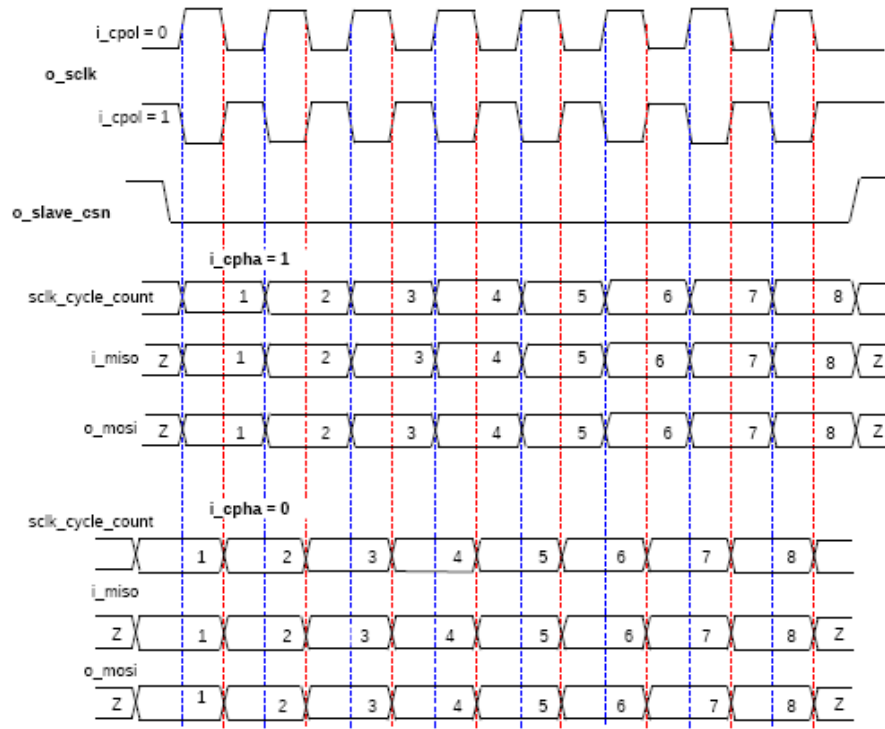 i_cpol = 0
o_sclk
i_cpol = 1
o_slave_csn
i_cpha = 1
sclk_cycle_count 1 2 3 4 5 6 7 8
i_miso Z 1 2 3 4 5 6 7 8 Z
o_mosi Z 1 2 3 4 5 6 7 8 Z
i_cpha = 0
sclk_cycle_count
1 2 3 4 5 6 7 8
i_miso
Z 1 2 3 4 5 6 7 8 Z
o_mosi
Z 1 2 3 4 5 6 7 8 Z